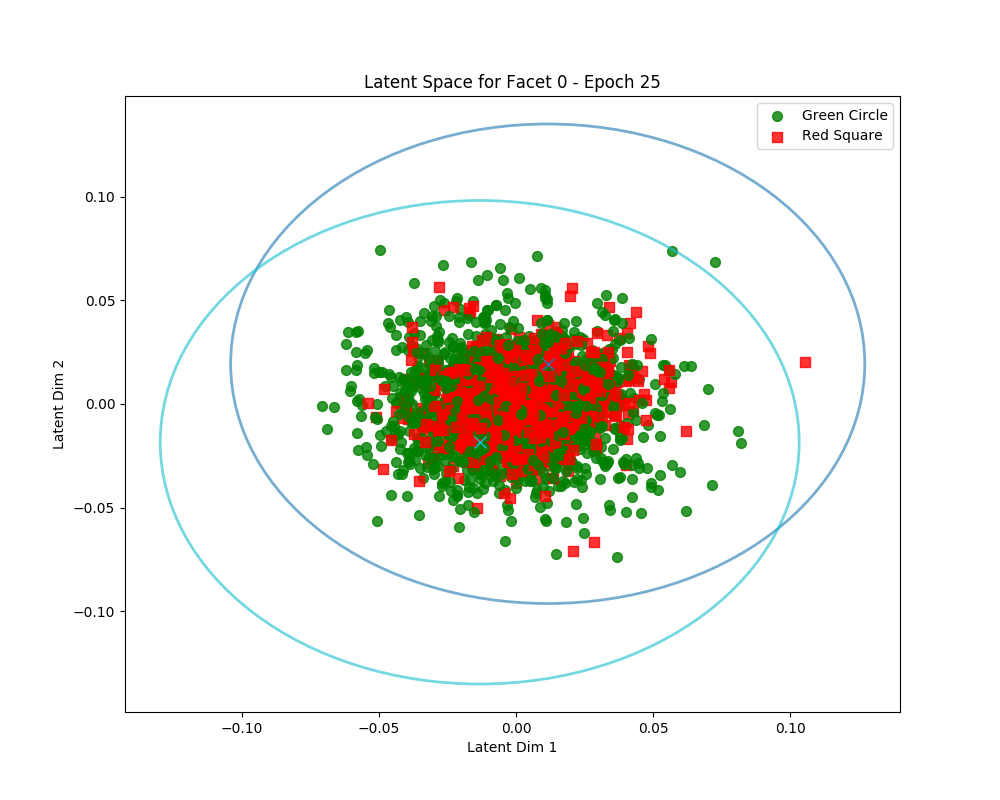 Latent Space for Facet 0 - Epoch 25
Green Circle
Red Square
0.10
0.05
0.00
−0.05
−0.10
Latent Dim 2
−0.10
−0.05
0.00
0.05
0.10
Latent Dim 1